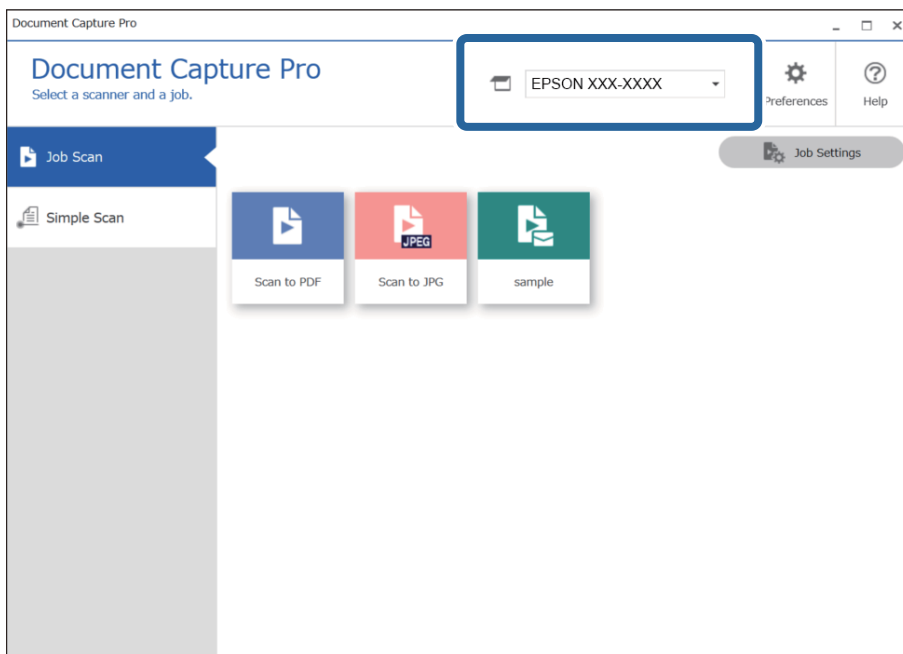 Document Capture Pro
Document Capture Pro
Select a scanner and a job.
EPSON XXX-XXXX
Preferences
Help
Job Scan
Job Settings
Simple Scan
JPEG
Scan to PDF
Scan to JPG
sample